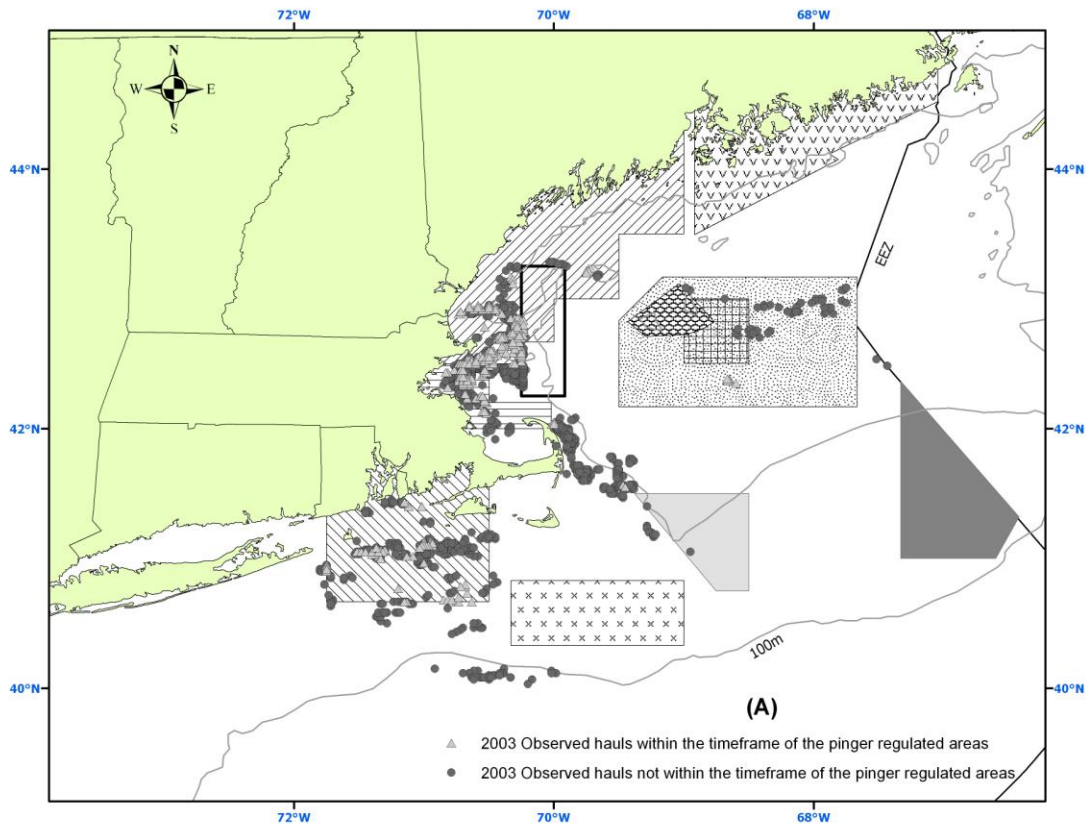 72°W 70°W 68°W
N
W E
S
44°N 44°N
EEZ
42°N 42°N
100m
40°N 40°N
(A)
2003 Observed hauls within the timeframe of the pinger regulated areas
2003 Observed hauls not within the timeframe of the pinger regulated areas
72°W 70°W 68°W